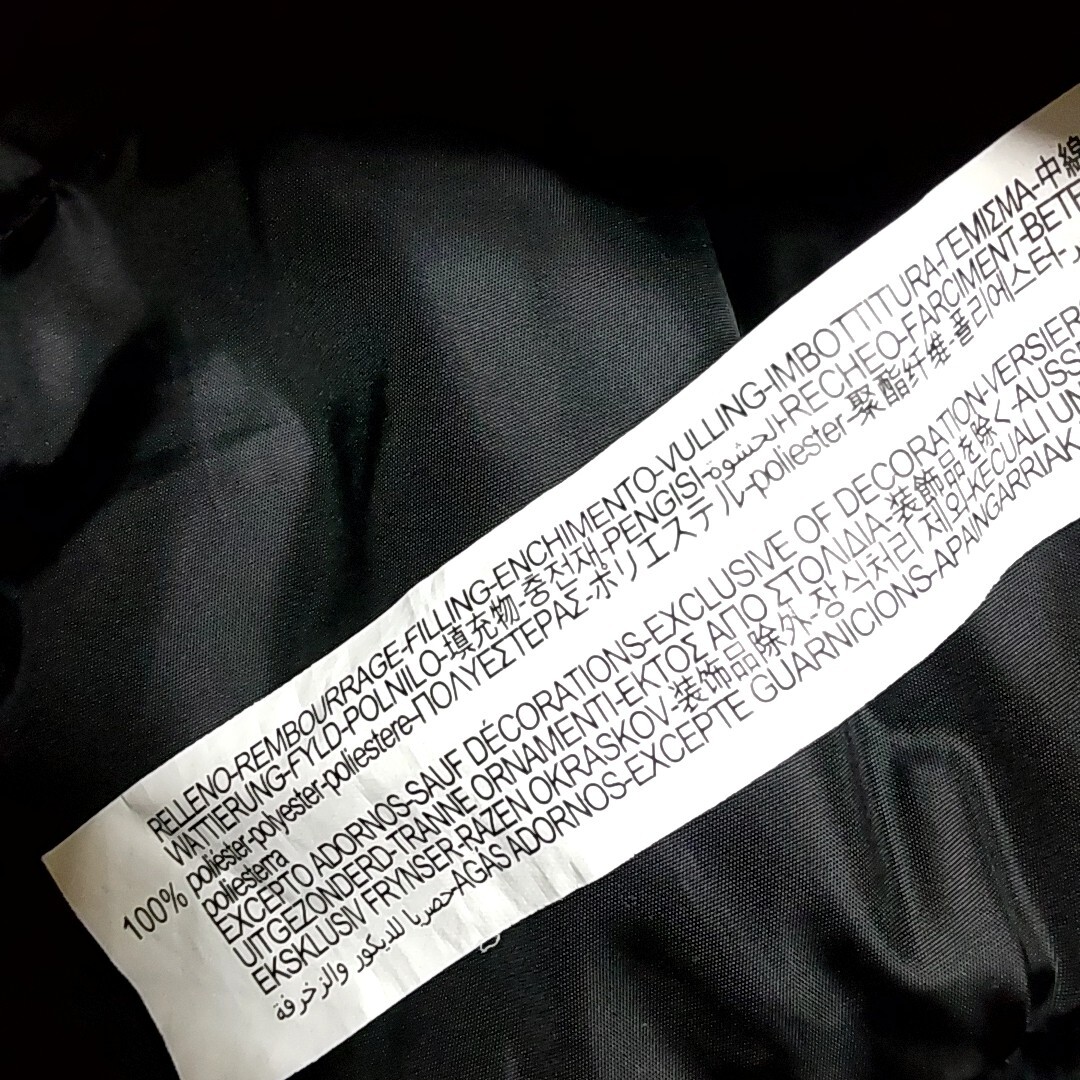 RELLENO-REMBOURRAGE-FILLING-ENCHIMENTO-VULLING-IMBOTTITURA-ΓΕΜΙΣΜΑ-中綿
WATTIERUNG-FYLD-POLNILO-填充物-충전재-PENGISI-الحشوة-RECHEO-FARCIMENT-BETE
100% poliéster-polyester-poliestere-ΠΟΛΥΕΣΤΕΡΑΣ-ポリエステル-poliester-聚酯纤维-폴리에스터-
poliesterra
EXCEPTO ADORNOS-SAUF DÉCORATIONS-EXCLUSIVE OF DECORATION-VERSIER
UITGEZONDERD-TRANNE ORNAMENTI-ΕΚΤΟΣ ΑΠΟ ΣΤΟΛΙΔΙΑ-装飾品を除く-AUSSE
EKSKLUSIV FRYNSER-RAZEN OKRASKOV-装饰品除外-장식처리 제외-KECUALI UN
حصريا للديكور والزخرفة-AGAS ADORNOS-EXCEPTE GUARNICIONS-APAINGARRIAK